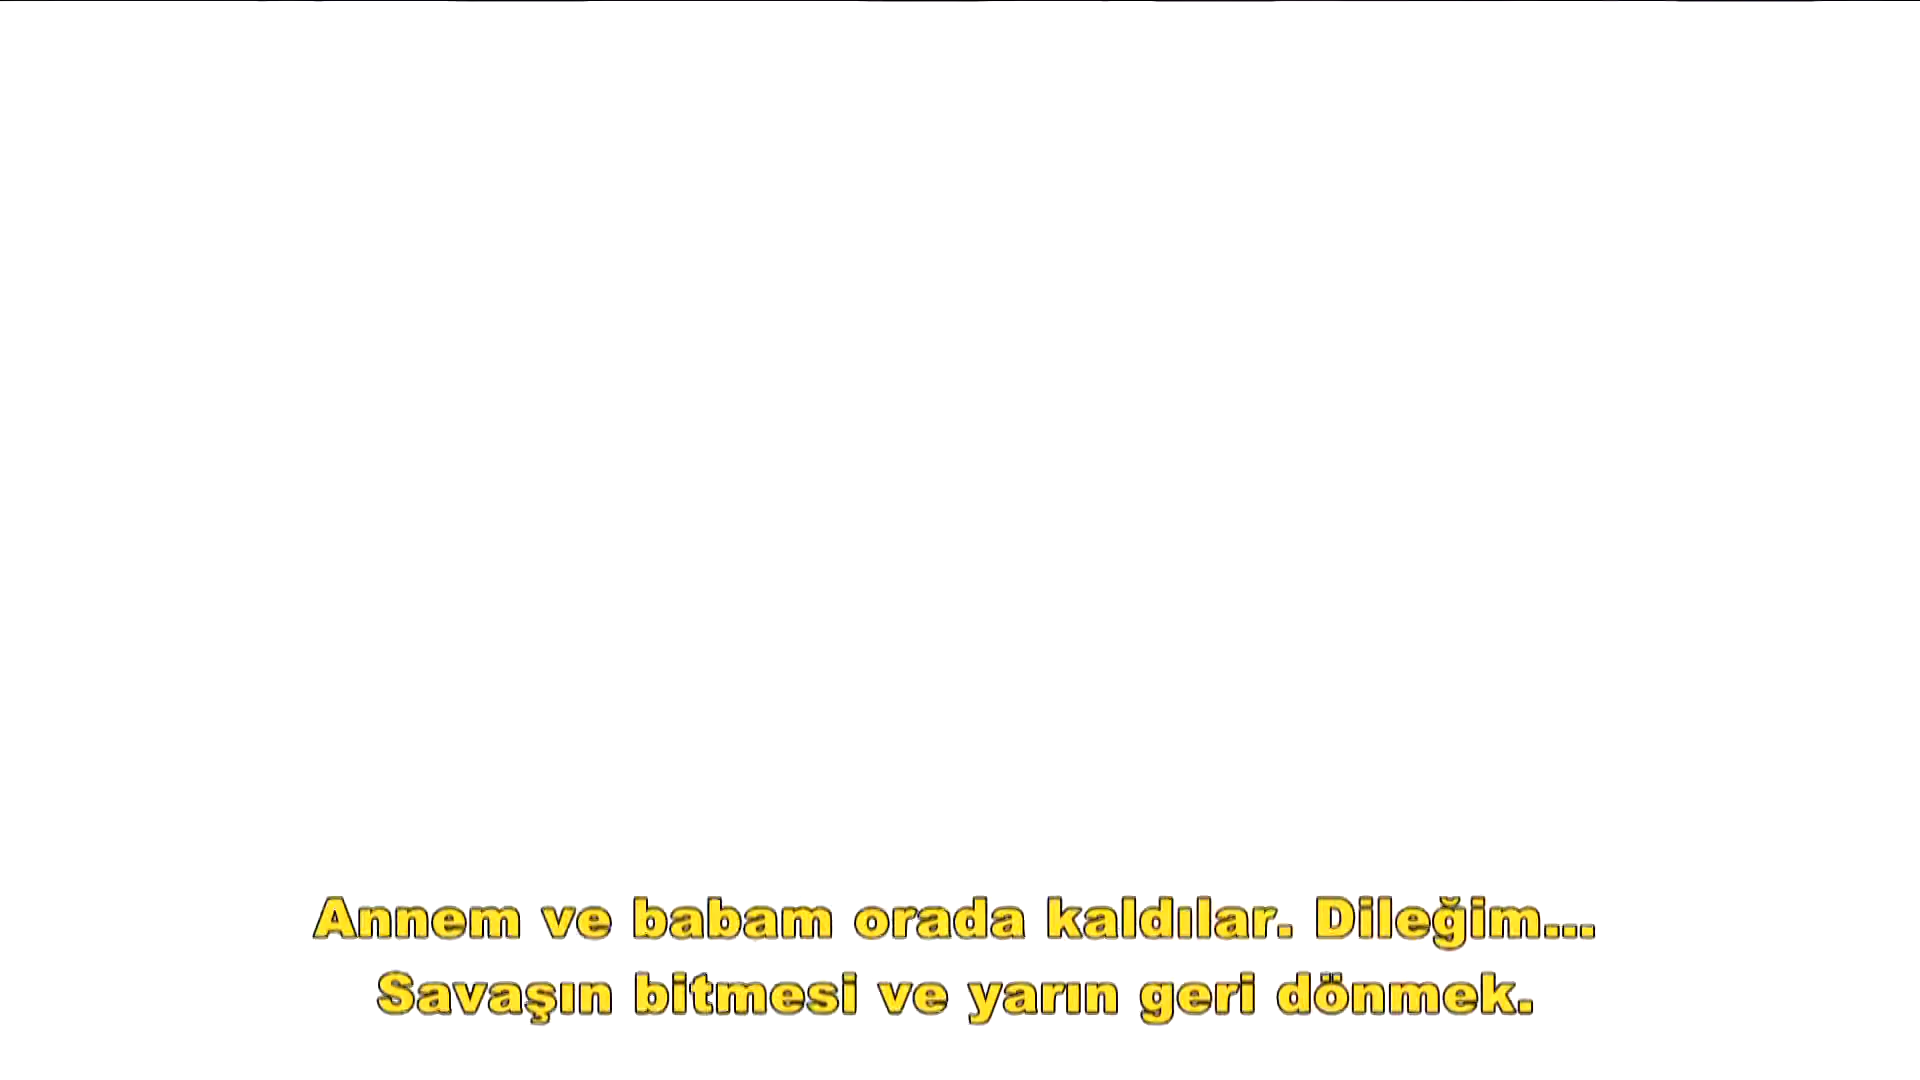 Annem ve babam orada kaldılar. Dileğim...
Savaşın bitmesi ve yarın geri dönmek.